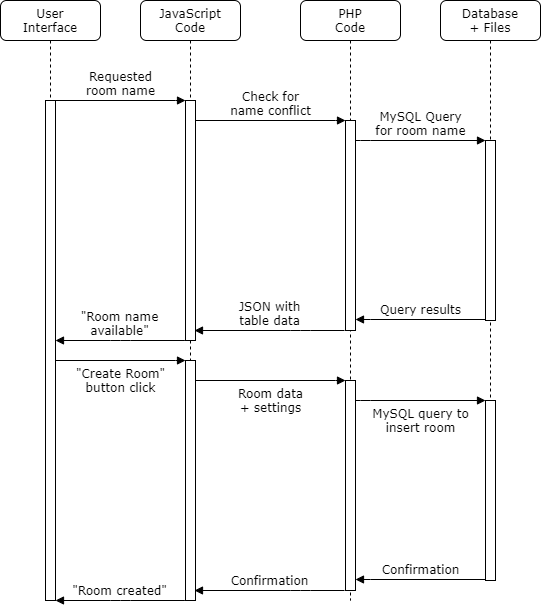 User
Interface
JavaScript
Code
PHP
Code
Database
+ Files
Requested
room name
Check for
name conflict
MySQL Query
for room name
Query results
JSON with
table data
"Room name
available"
"Create Room"
button click
Room data
+ settings
MySQL query to
insert room
Confirmation
Confirmation
"Room created"